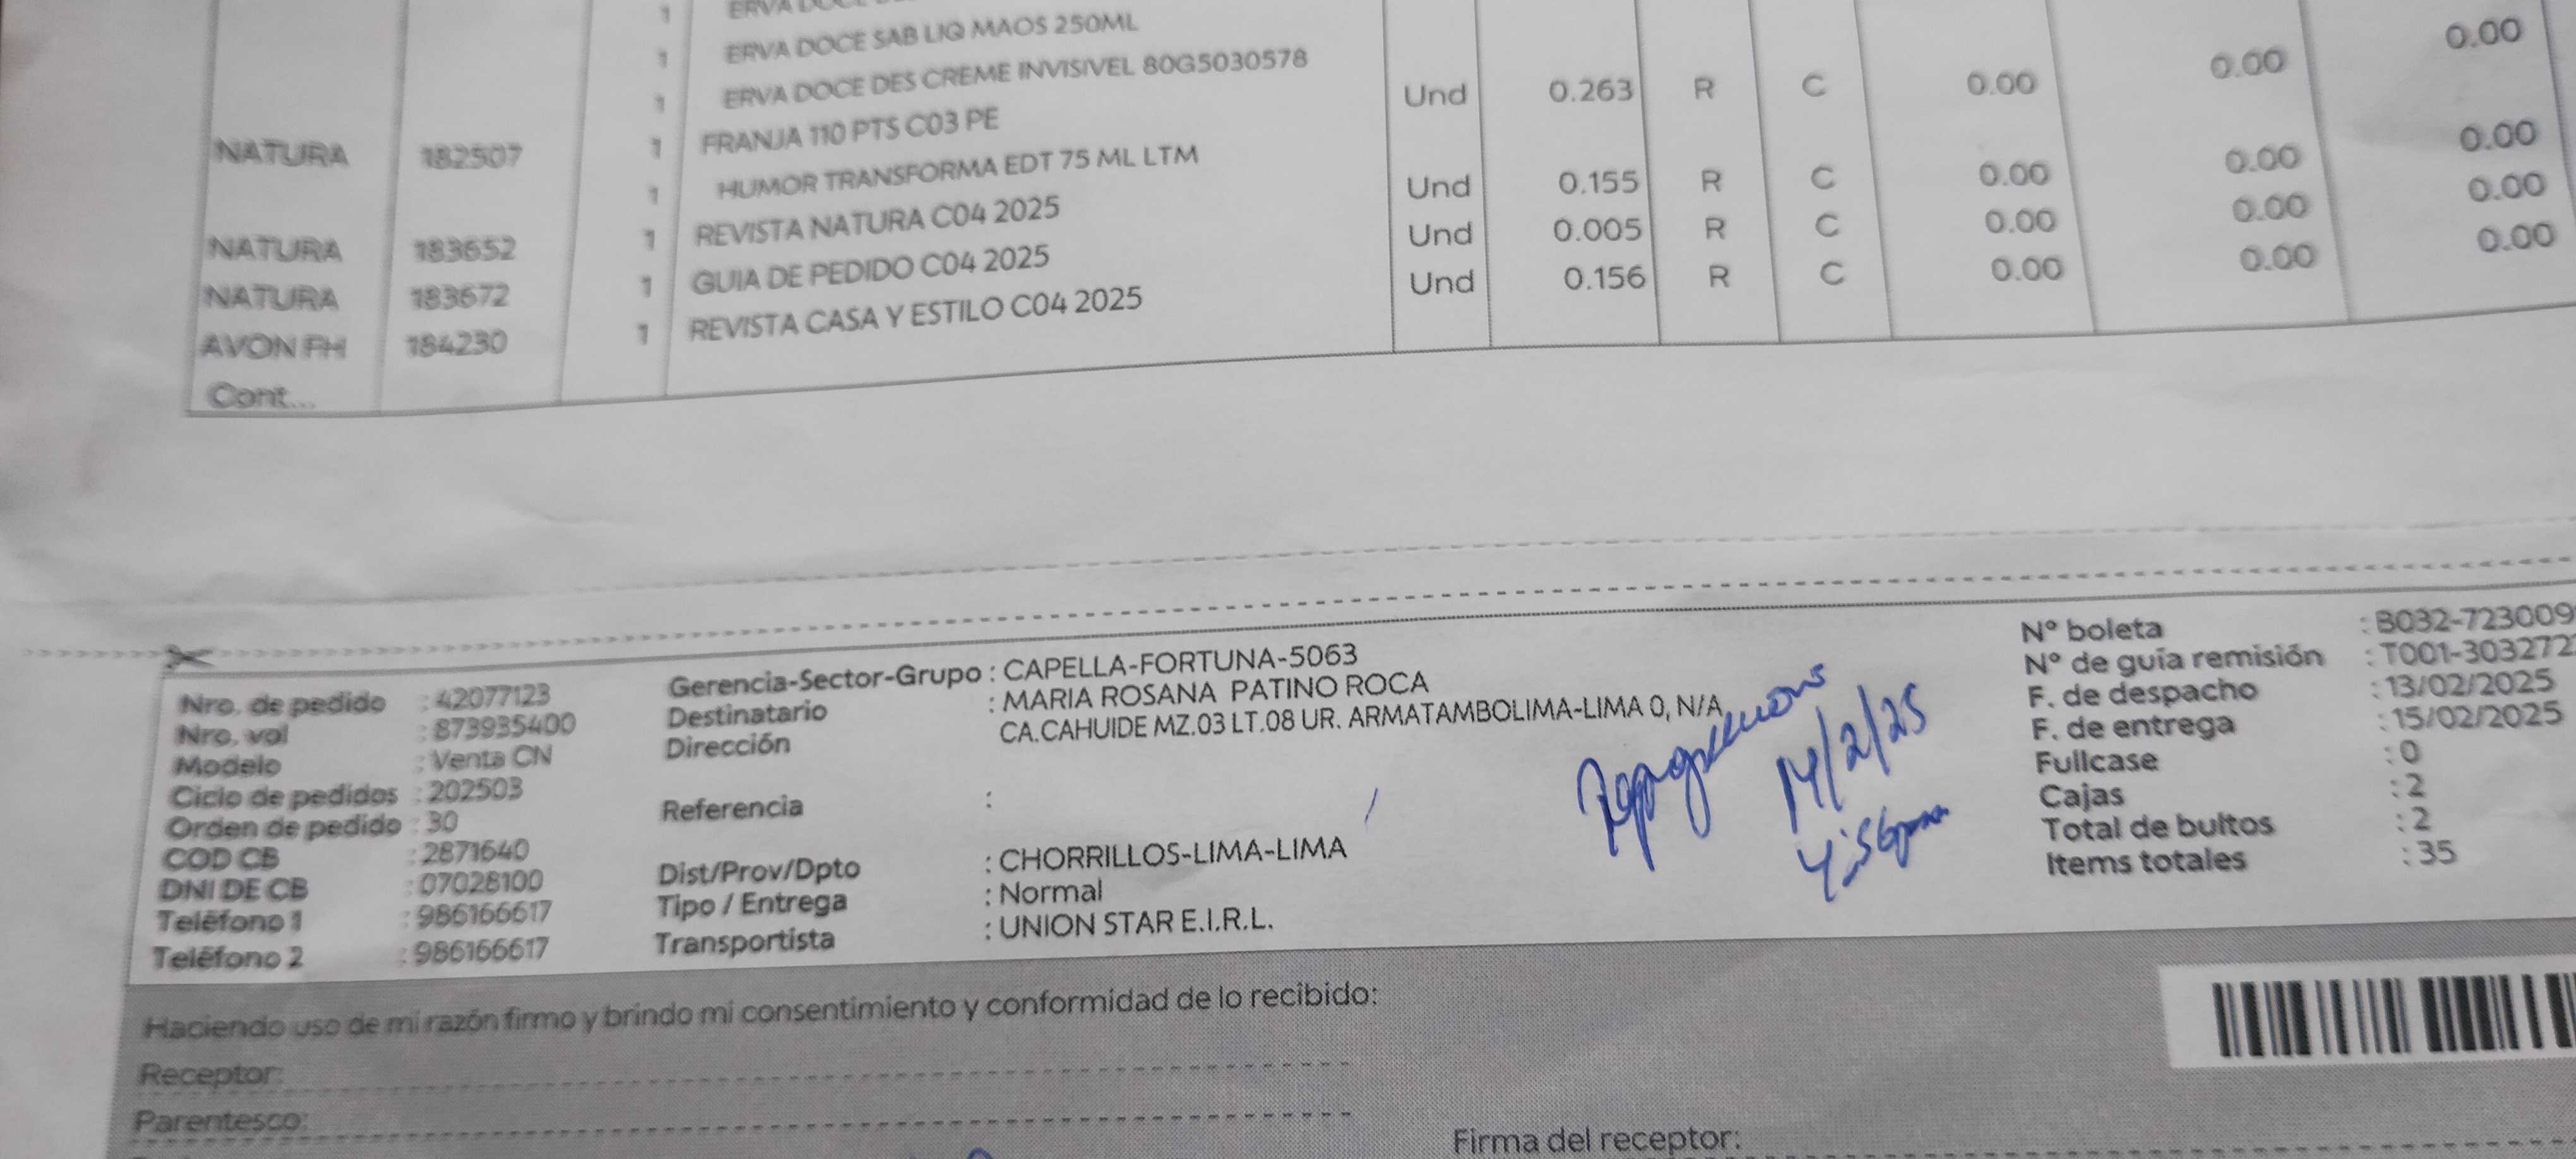 ERVA DOCE
1 ERVA DOCE SAB LIQ MAOS 250ML
1 ERVA DOCE DES CREME INVISIVEL 80G5030578
NATURA 182507 1 FRANJA 110 PTS C03 PE Und 0.263 R C 0.00 0.00 0.00
1 HUMOR TRANSFORMA EDT 75 ML LTM
NATURA 183652 1 REVISTA NATURA C04 2025 Und 0.155 R C 0.00 0.00 0.00
NATURA 183672 1 GUIA DE PEDIDO C04 2025 Und 0.005 R C 0.00 0.00 0.00
AVON FH 184230 1 REVISTA CASA Y ESTILO C04 2025 Und 0.156 R C 0.00 0.00 0.00
Cont...
Nro. de pedido : 42077123
Nro. vol : 873935400
Modelo : Venta CN
Ciclo de pedidos : 202503
Orden de pedido : 30
COD CB : 2871640
DNI DE CB : 07028100
Teléfono 1 : 986166617
Teléfono 2 : 986166617
Gerencia-Sector-Grupo : CAPELLA-FORTUNA-5063
Destinatario : MARIA ROSANA PATINO ROCA
Dirección CA.CAHUIDE MZ.03 LT.08 UR. ARMATAMBOLIMA-LIMA 0, N/A
Referencia :
Dist/Prov/Dpto : CHORRILLOS-LIMA-LIMA
Tipo / Entrega : Normal
Transportista : UNION STAR E.I.R.L.
14/2/25
N° boleta : B032-723009
N° de guía remisión : T001-303272
F. de despacho : 13/02/2025
F. de entrega : 15/02/2025
Fullcase : 0
Cajas : 2
Total de bultos : 2
Items totales : 35
Haciendo uso de mi razón firmo y brindo mi consentimiento y conformidad de lo recibido:
Receptor:
Parentesco:
Firma del receptor: